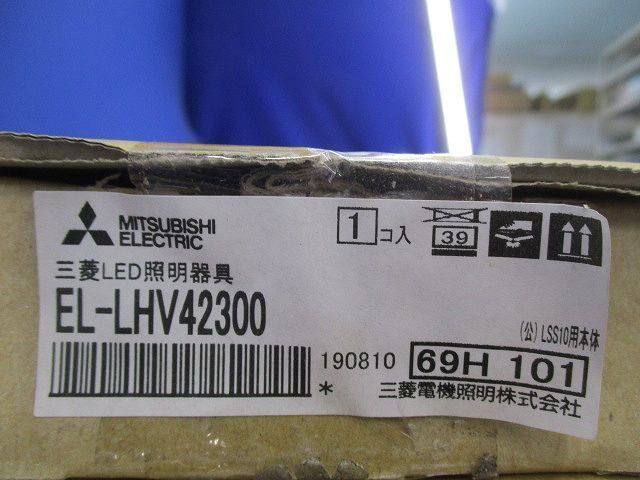 MITSUBISHI
ELECTRIC
1コ入
39
三菱LED照明器具
EL-LHV42300
(公)LSS10用本体
190810
69H 101
*
三菱電機照明株式会社